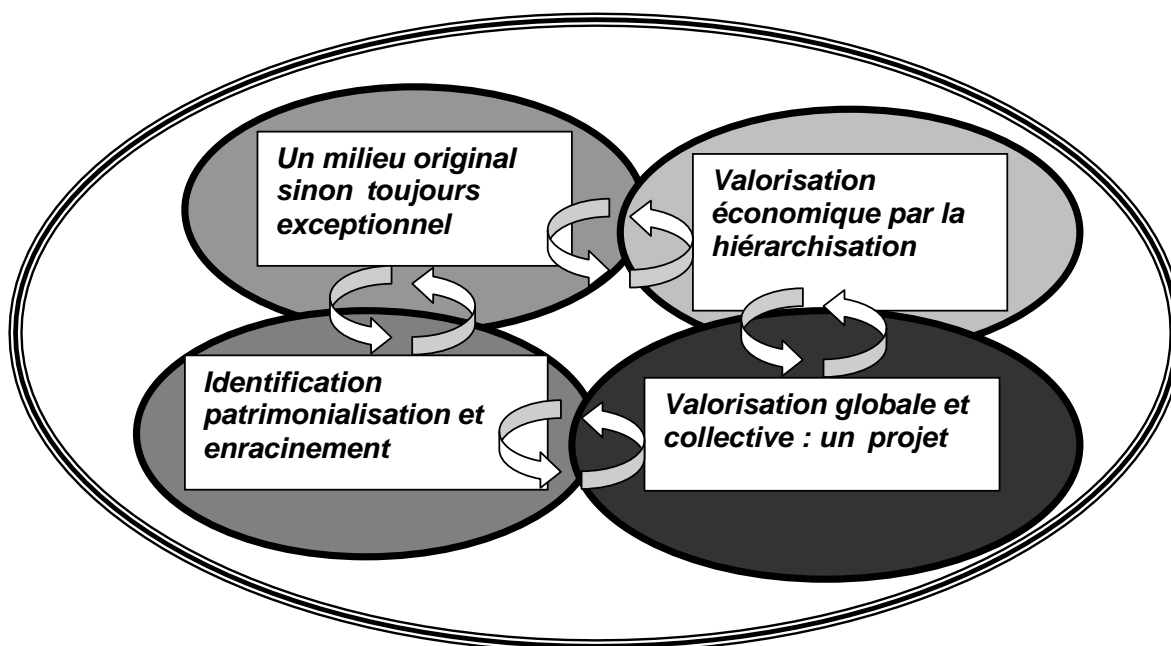 Un milieu original
sinon toujours
exceptionnel
Valorisation
économique par la
hiérarchisation
Identification
patrimonialisation et
enracinement
Valorisation globale et
collective : un projet